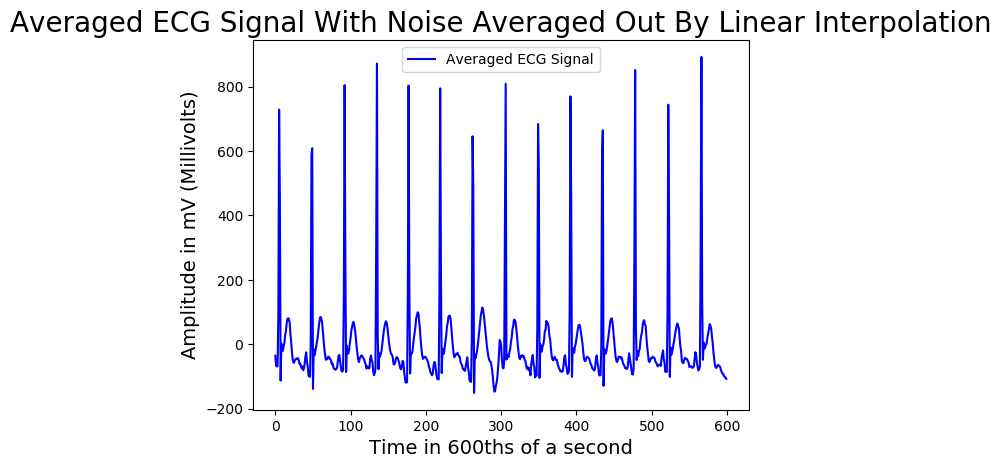 Averaged ECG Signal With Noise Averaged Out By Linear Interpolation
Averaged ECG Signal
Amplitude in mV (Millivolts)
800
600
400
200
0
−200
0 100 200 300 400 500 600
Time in 600ths of a second